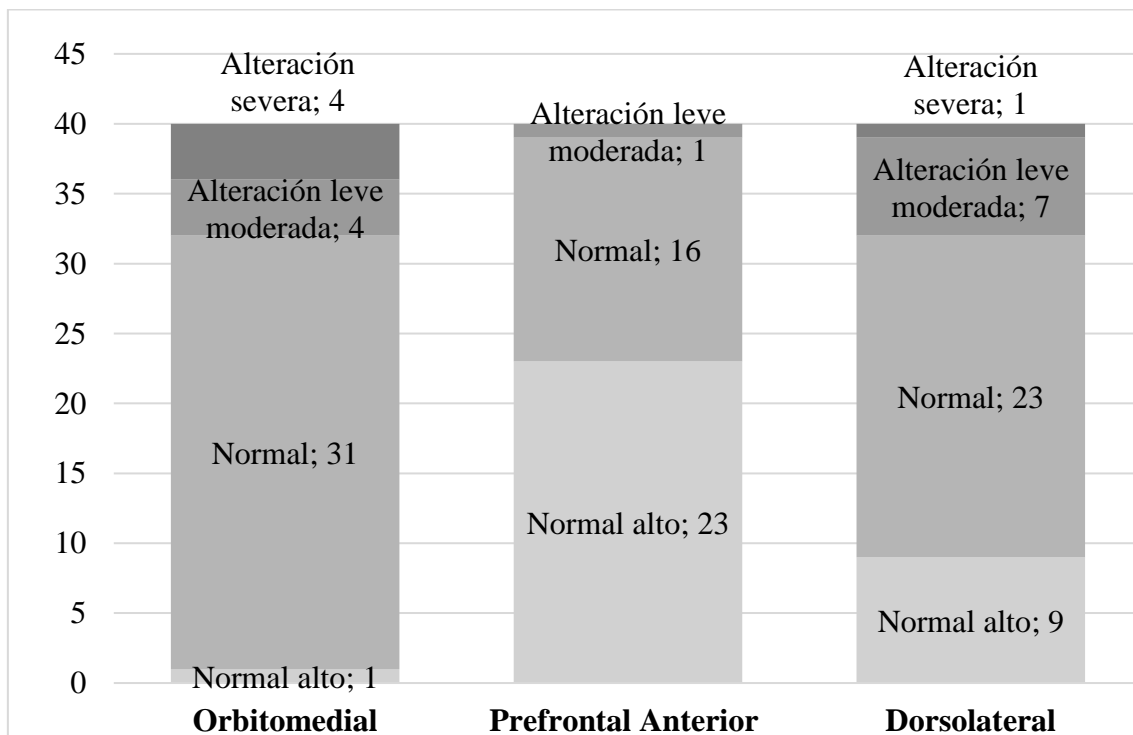 45
40
35
30
25
20
15
10
5
0
Alteración
severa; 4
Alteración leve
moderada; 4
Normal; 31
Normal alto; 1
Orbitomedial
Alteración leve
moderada; 1
Normal; 16
Normal alto; 23
Prefrontal Anterior
Alteración
severa; 1
Alteración leve
moderada; 7
Normal; 23
Normal alto; 9
Dorsolateral